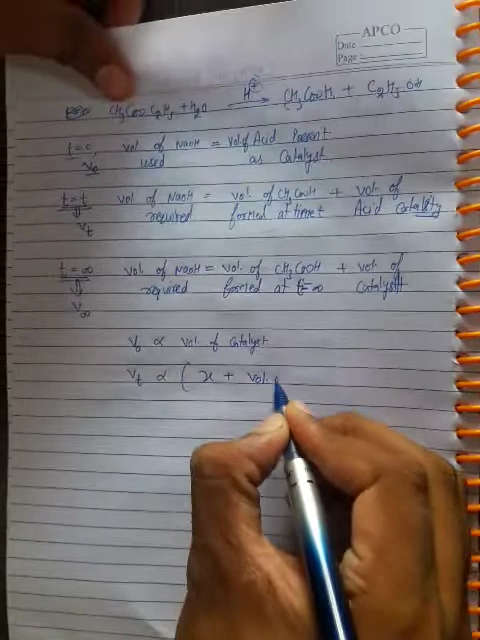 APCO
Date
Page
CH₃COOC₂H₅ + H₂O —H⁺→ CH₃COOH + C₂H₅OH
t=0 Vol. of NaOH = Vol. of Acid Present
V₀ used as Catalyst
t=t Vol. of NaOH = Vol. of CH₃COOH + Vol. of
⇓ required formed at time t Acid
Vt
t=∞ Vol. of NaOH = Vol. of CH₃COOH + Vol. of
⇓ required formed at t=∞ Catalyst
V∞
V₀ ∝ Vol. of Catalyst
Vt ∝ ( x + Vol.